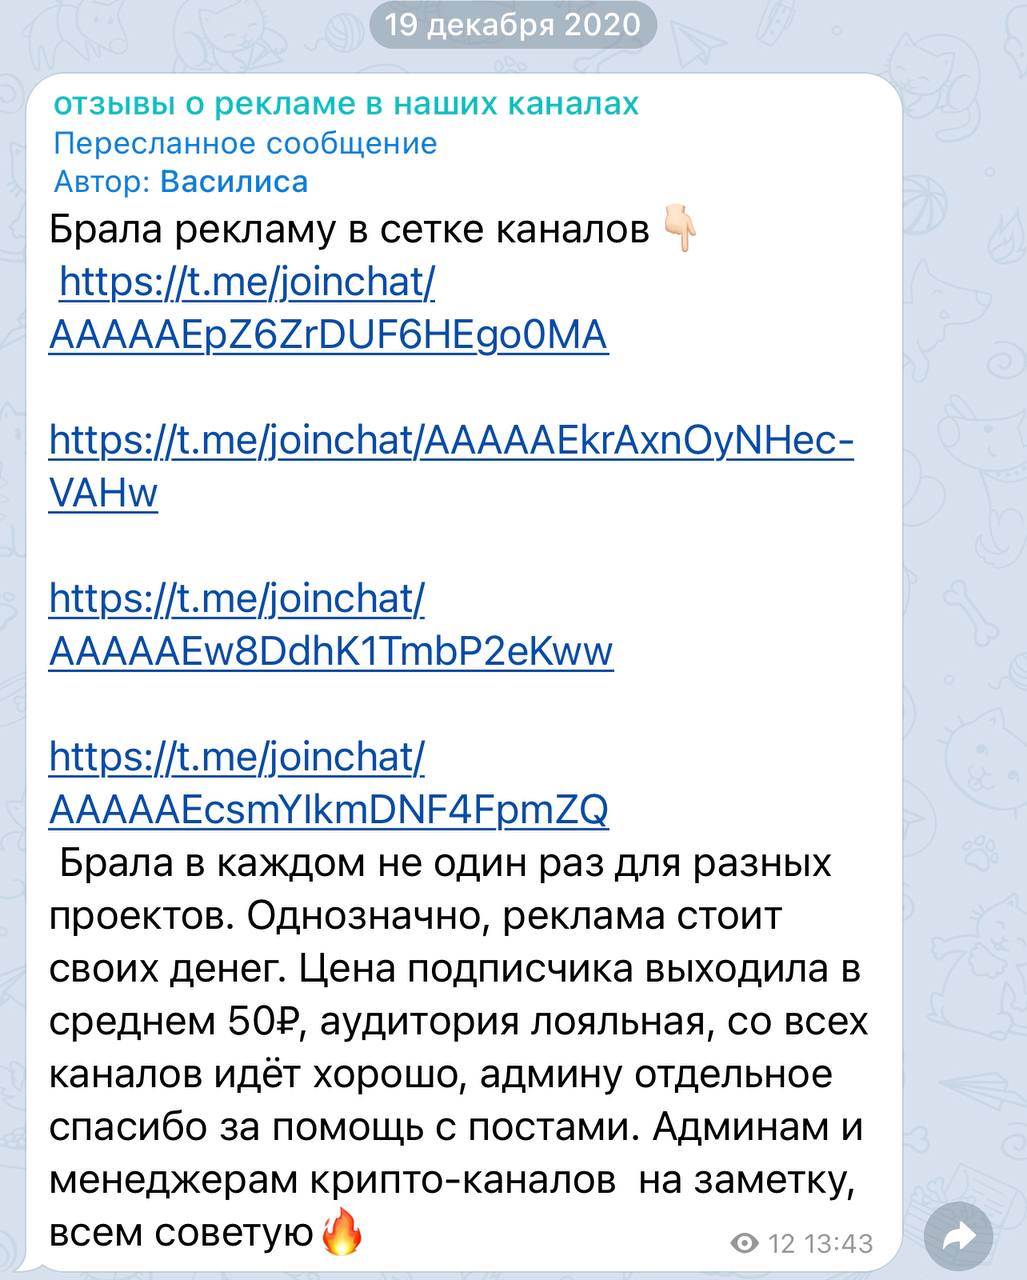 19 декабря 2020
отзывы о рекламе в наших каналах
Пересланное сообщение
Автор: Василиса
Брала рекламу в сетке каналов 👇🏻
https://t.me/joinchat/
AAAAAEpZ6ZrDUF6HEgo0MA
https://t.me/joinchat/AAAAAEkrAxnOyNHec-
VAHw
https://t.me/joinchat/
AAAAAEw8DdhK1TmbP2eKww
https://t.me/joinchat/
AAAAAEcsmYIkmDNF4FpmZQ
Брала в каждом не один раз для разных
проектов. Однозначно, реклама стоит
своих денег. Цена подписчика выходила в
среднем 50₽, аудитория лояльная, со всех
каналов идёт хорошо, админу отдельное
спасибо за помощь с постами. Админам и
менеджерам крипто-каналов  на заметку,
всем советую🔥
12 13:43